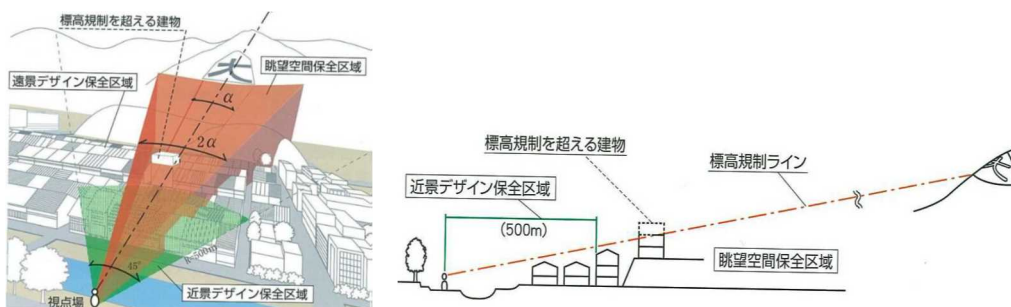 標高規制を超える建物
眺望空間保全区域
遠景デザイン保全区域
大
α
2α
R=500m
45°
視点場
近景デザイン保全区域
標高規制を超える建物
標高規制ライン
近景デザイン保全区域
(500m)
眺望空間保全区域
大